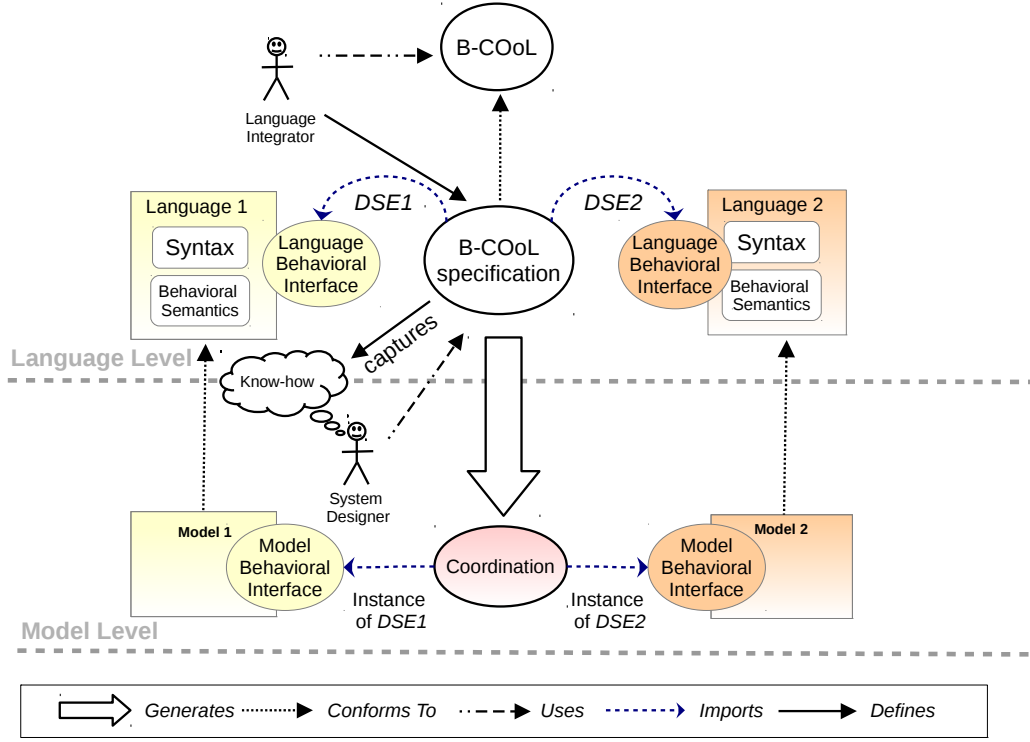 B-COoL
Language
Integrator
DSE1
DSE2
Language 1
Syntax
Behavioral
Semantics
Language
Behavioral
Interface
B-COoL
specification
Language
Behavioral
Interface
Language 2
Syntax
Behavioral
Semantics
captures
Language Level
Know-how
System
Designer
Model 1
Model
Behavioral
Interface
Coordination
Model
Behavioral
Interface
Model 2
Instance
of DSE1
Instance
of DSE2
Model Level
Generates
Conforms To
Uses
Imports
Defines